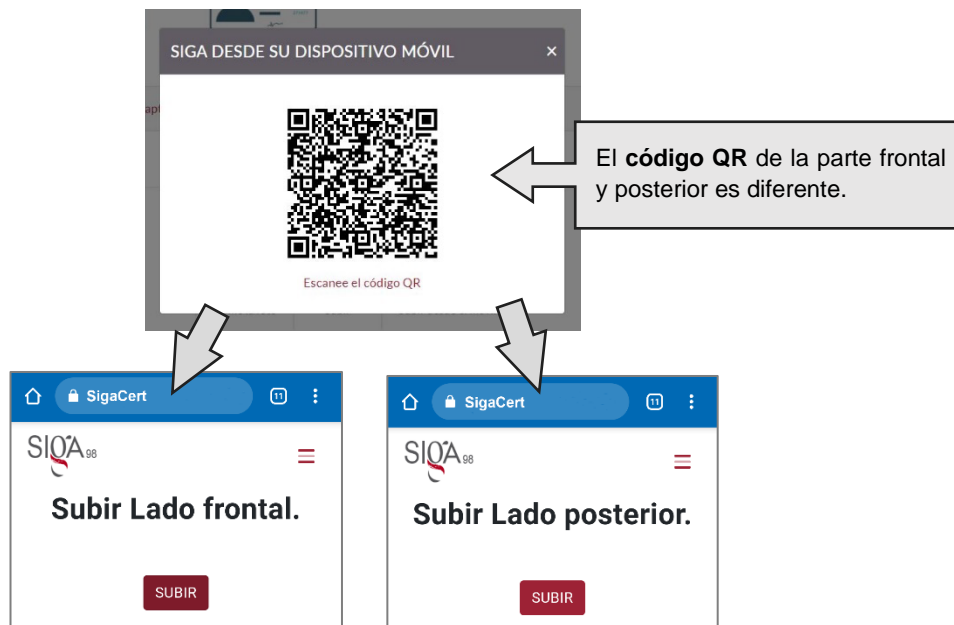 SIGA DESDE SU DISPOSITIVO MÓVIL ×
El código QR de la parte frontal
y posterior es diferente.
Escanee el código QR
SigaCert 11
SIGA 98
Subir Lado frontal.
SUBIR
SigaCert 11
SIGA 98
Subir Lado posterior.
SUBIR